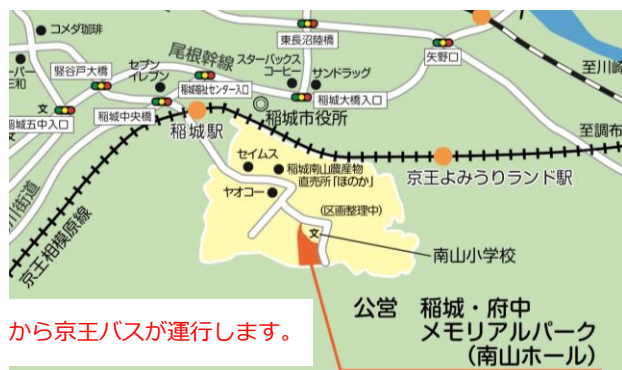 コメダ珈琲
東長沼陸橋
尾根幹線
スターバックス
コーヒー
サンドラッグ
矢野口
至川崎
竪谷戸大橋
セブン
イレブン
稲城福祉センター入口
稲城大橋入口
稲城五中入口
稲城中央橋
稲城市役所
稲城駅
至調布
文
セイムス
稲城南山農産物
直売所「ほのか」
京王よみうりランド駅
ヤオコー
(区画整理中)
文
南山小学校
川街道
京王相模原線
公営 稲城・府中
メモリアルパーク
(南山ホール)
から京王バスが運行します。